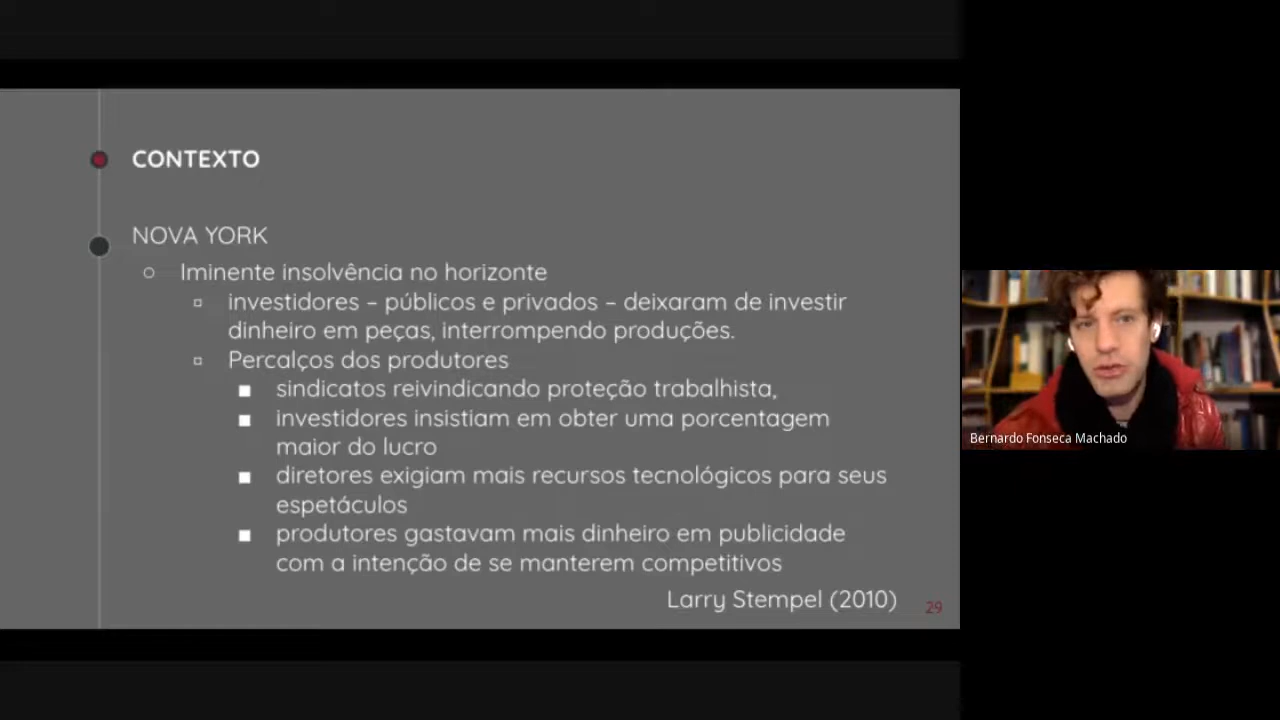 CONTEXTO
NOVA YORK
Iminente insolvência no horizonte
investidores – públicos e privados – deixaram de investir
dinheiro em peças, interrompendo produções.
Percalços dos produtores
sindicatos reivindicando proteção trabalhista,
investidores insistiam em obter uma porcentagem
maior do lucro
diretores exigiam mais recursos tecnológicos para seus
espetáculos
produtores gastavam mais dinheiro em publicidade
com a intenção de se manterem competitivos
Larry Stempel (2010)
29
Bernardo Fonseca Machado